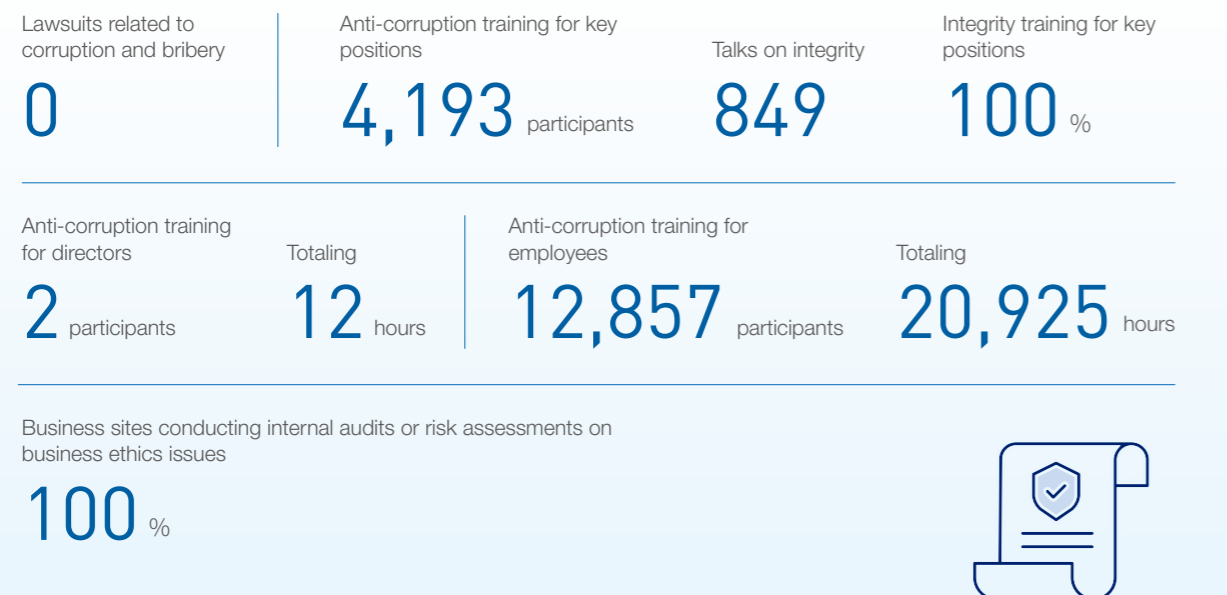 Lawsuits related to
corruption and bribery
0
Anti-corruption training for key
positions
4,193 participants
Talks on integrity
849
Integrity training for key
positions
100 %
Anti-corruption training
for directors
2 participants
Totaling
12 hours
Anti-corruption training for
employees
12,857 participants
Totaling
20,925 hours
Business sites conducting internal audits or risk assessments on
business ethics issues
100 %